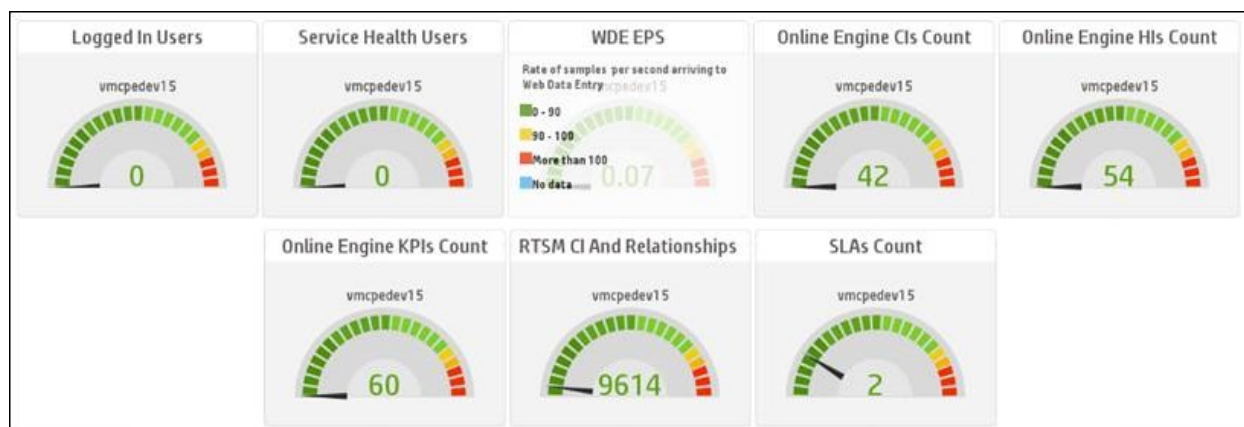 Logged In Users
vmcpedev15
0
Service Health Users
vmcpedev15
0
WDE EPS
Rate of samples per second arriving to
Web Data Entry
vmcpedev15
0 - 90
90 - 100
More than 100
No data
0.07
Online Engine CIs Count
vmcpedev15
42
Online Engine HIs Count
vmcpedev15
54
Online Engine KPIs Count
vmcpedev15
60
RTSM CI And Relationships
vmcpedev15
9614
SLAs Count
vmcpedev15
2